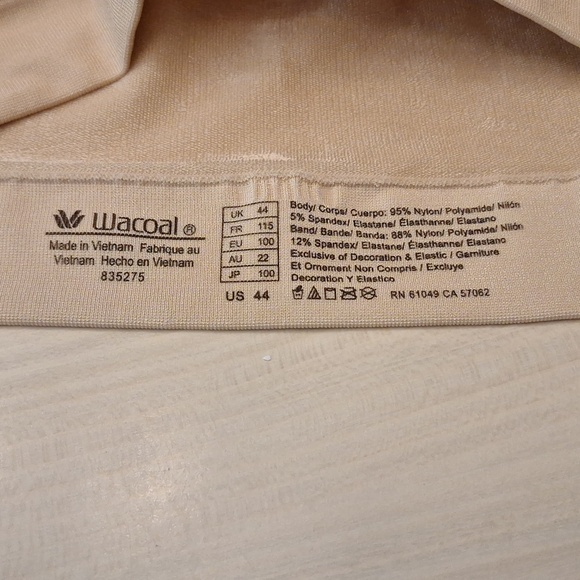 Wacoal®
Made in Vietnam Fabriqué au
Vietnam Hecho en Vietnam
835275
UK 44
FR 115
EU 100
AU 22
JP 100
US 44
Body/ Corps/ Cuerpo: 95% Nylon/ Polyamide/ Nilón
5% Spandex/ Elastane/ Élasthanne/ Elastano
Band/ Bande/ Banda: 88% Nylon/ Polyamide/ Nilón
12% Spandex/ Elastane/ Élasthanne/ Elastano
Exclusive of Decoration & Elastic / Garniture
Et Ornement Non Compris / Excluye
Decoration Y Elastico
RN 61049 CA 57062